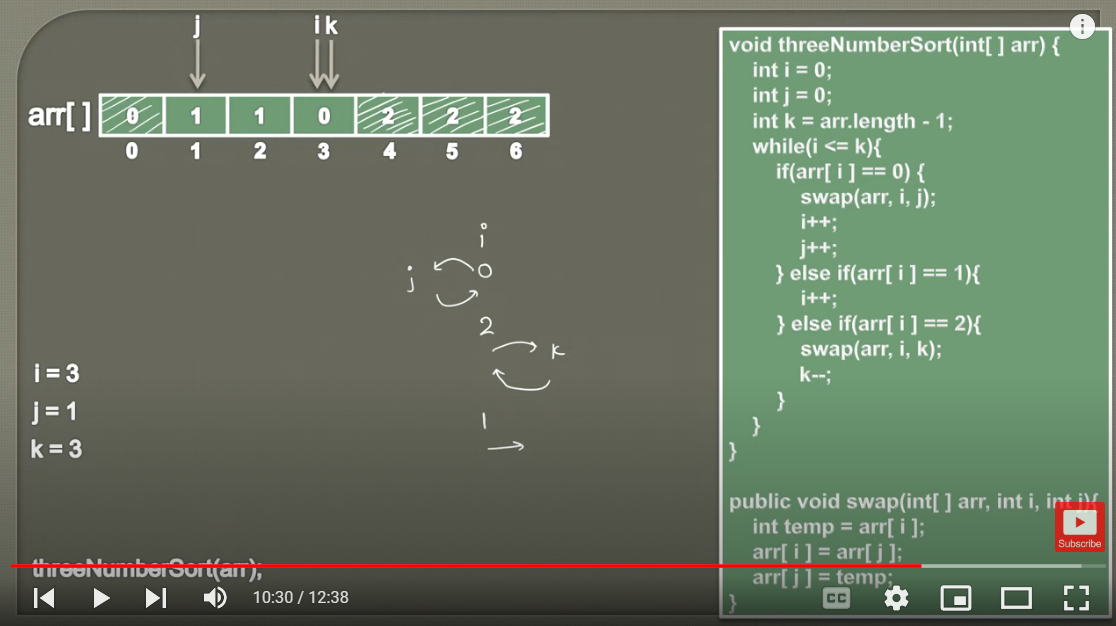 j i k
arr[ ] 0 1 1 0 2 2 2
0 1 2 3 4 5 6
i
j 0
2
k
1
i = 3
j = 1
k = 3
threeNumberSort(arr);
void threeNumberSort(int[ ] arr) {
int i = 0;
int j = 0;
int k = arr.length - 1;
while(i <= k){
if(arr[ i ] == 0) {
swap(arr, i, j);
i++;
j++;
} else if(arr[ i ] == 1){
i++;
} else if(arr[ i ] == 2){
swap(arr, i, k);
k--;
}
}
}
public void swap(int[ ] arr, int i, int j){
int temp = arr[ i ];
arr[ i ] = arr[ j ];
arr[ j ] = temp;
}
Subscribe
10:30 / 12:38
CC